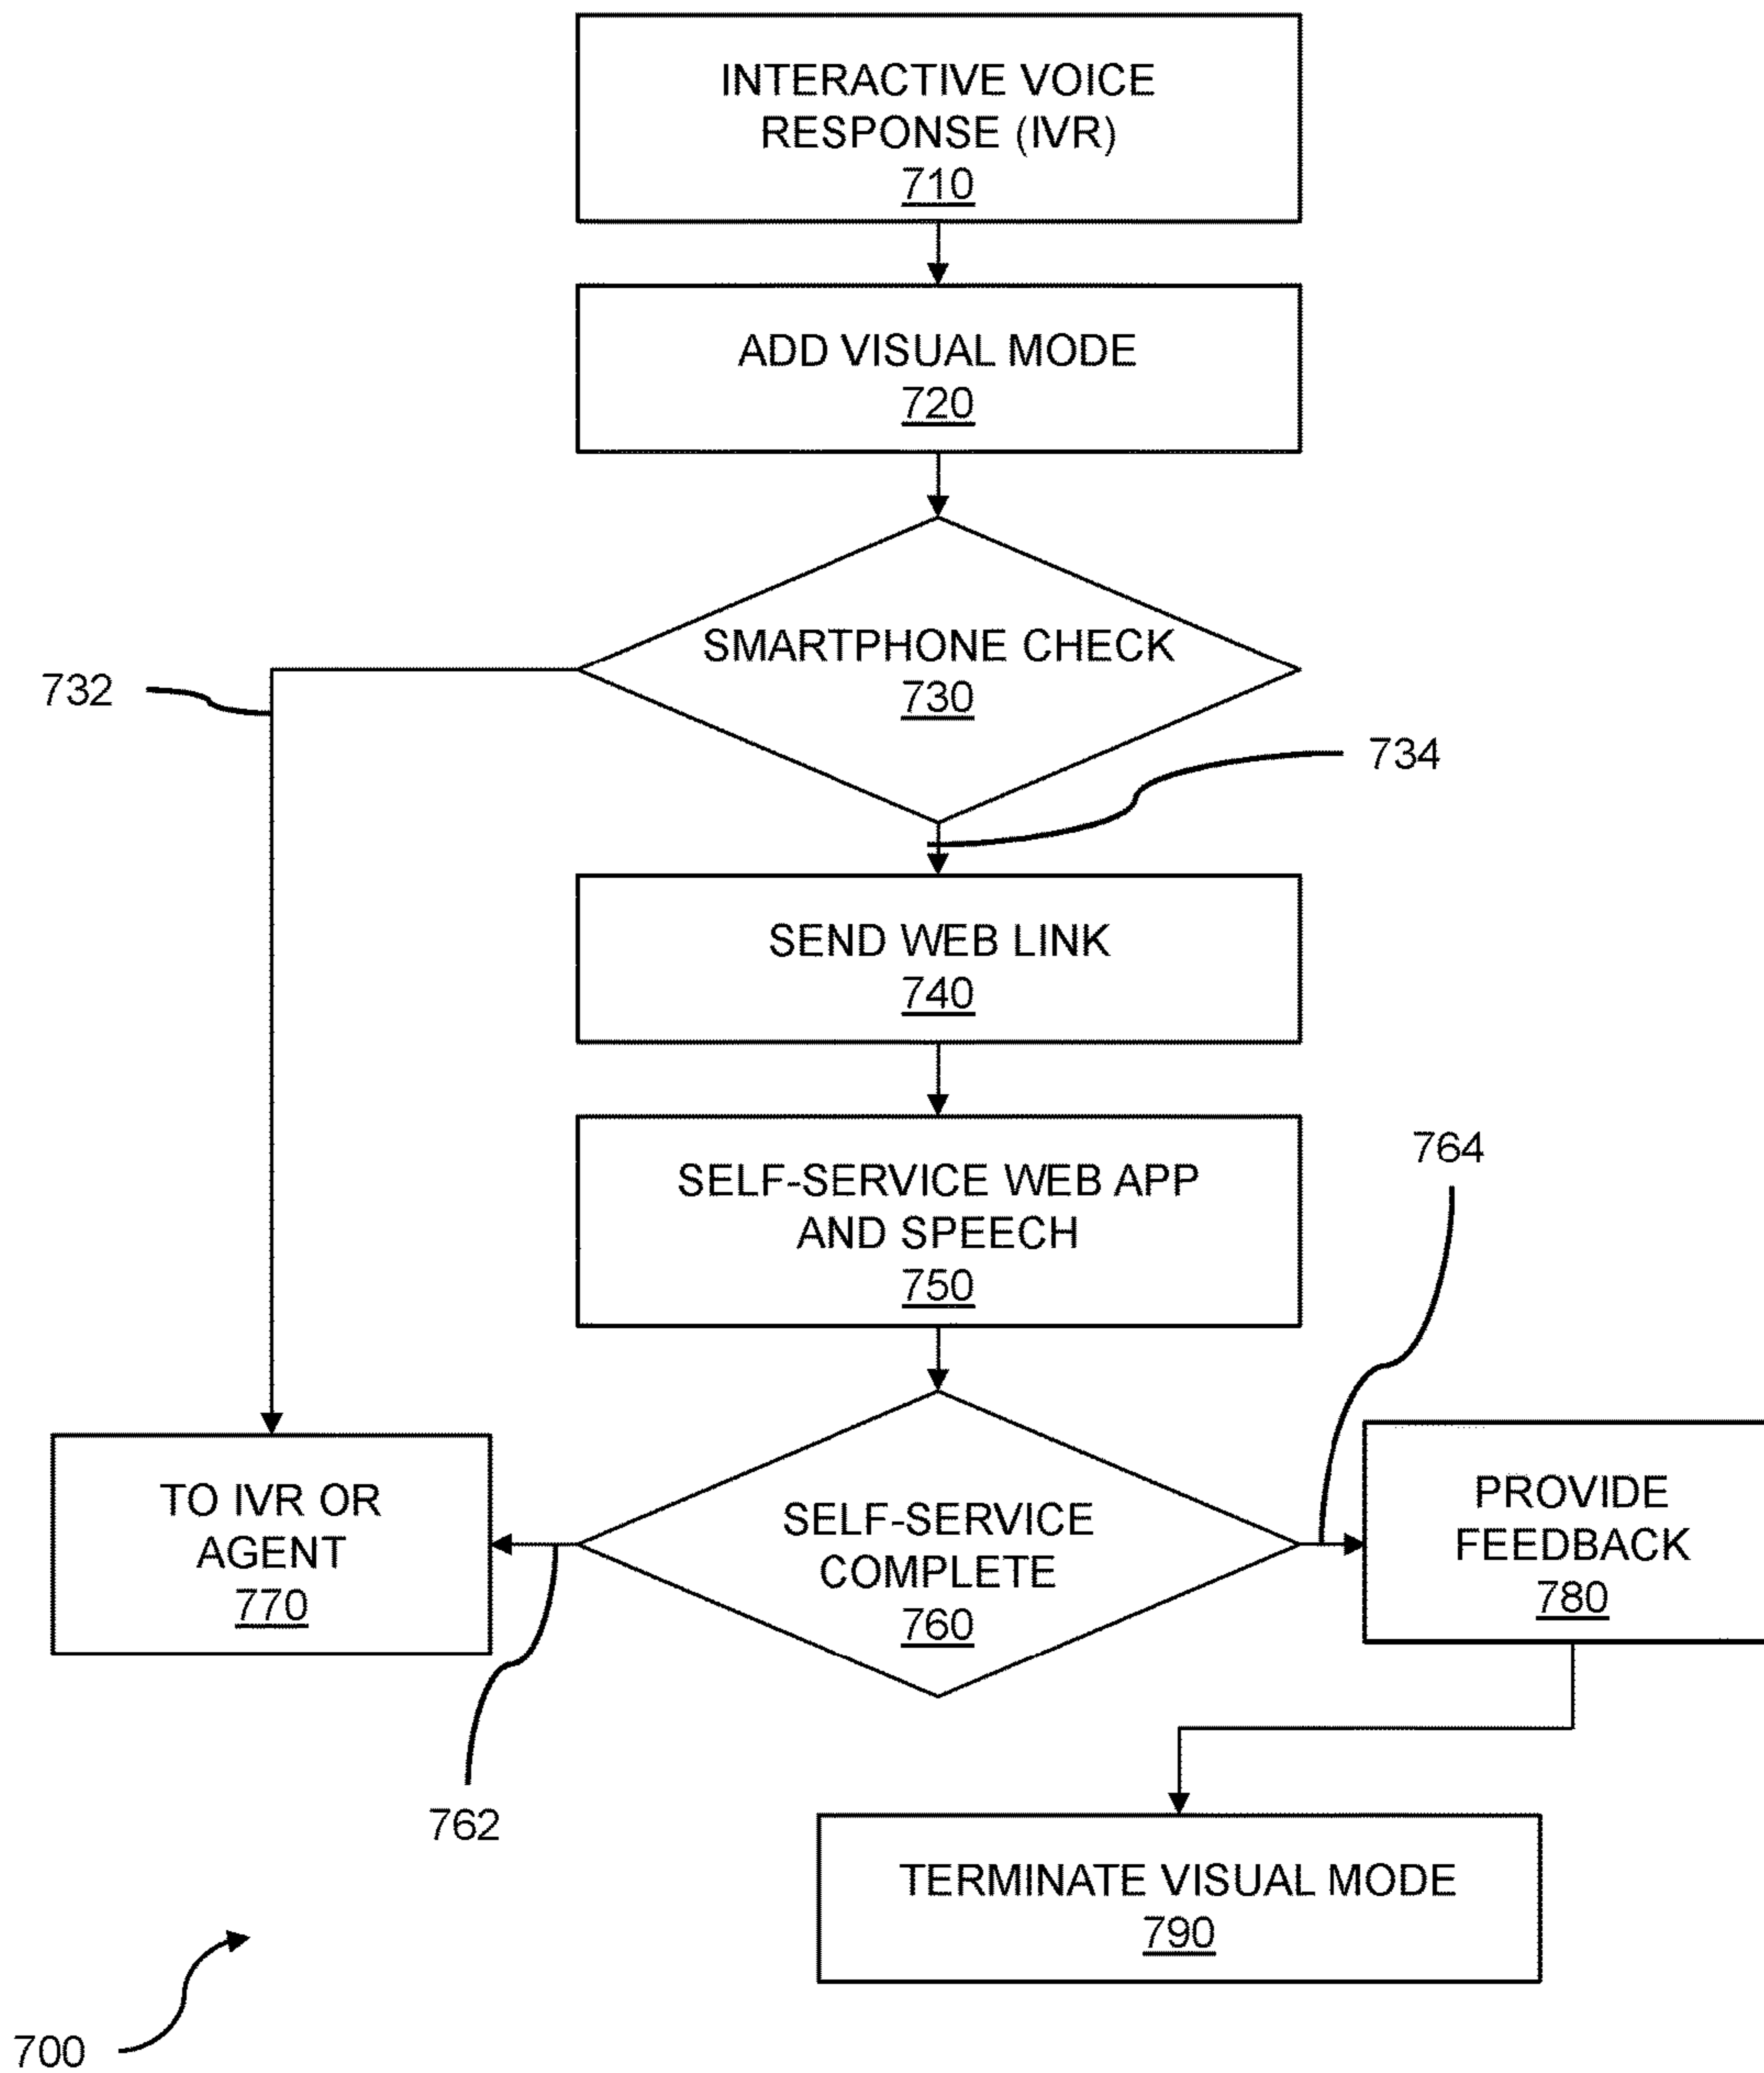 INTERACTIVE VOICE
RESPONSE (IVR)
710
ADD VISUAL MODE
720
SMARTPHONE CHECK
730
732
734
SEND WEB LINK
740
SELF-SERVICE WEB APP
AND SPEECH
750
764
TO IVR OR
AGENT
770
SELF-SERVICE
COMPLETE
760
PROVIDE
FEEDBACK
780
762
TERMINATE VISUAL MODE
790
700